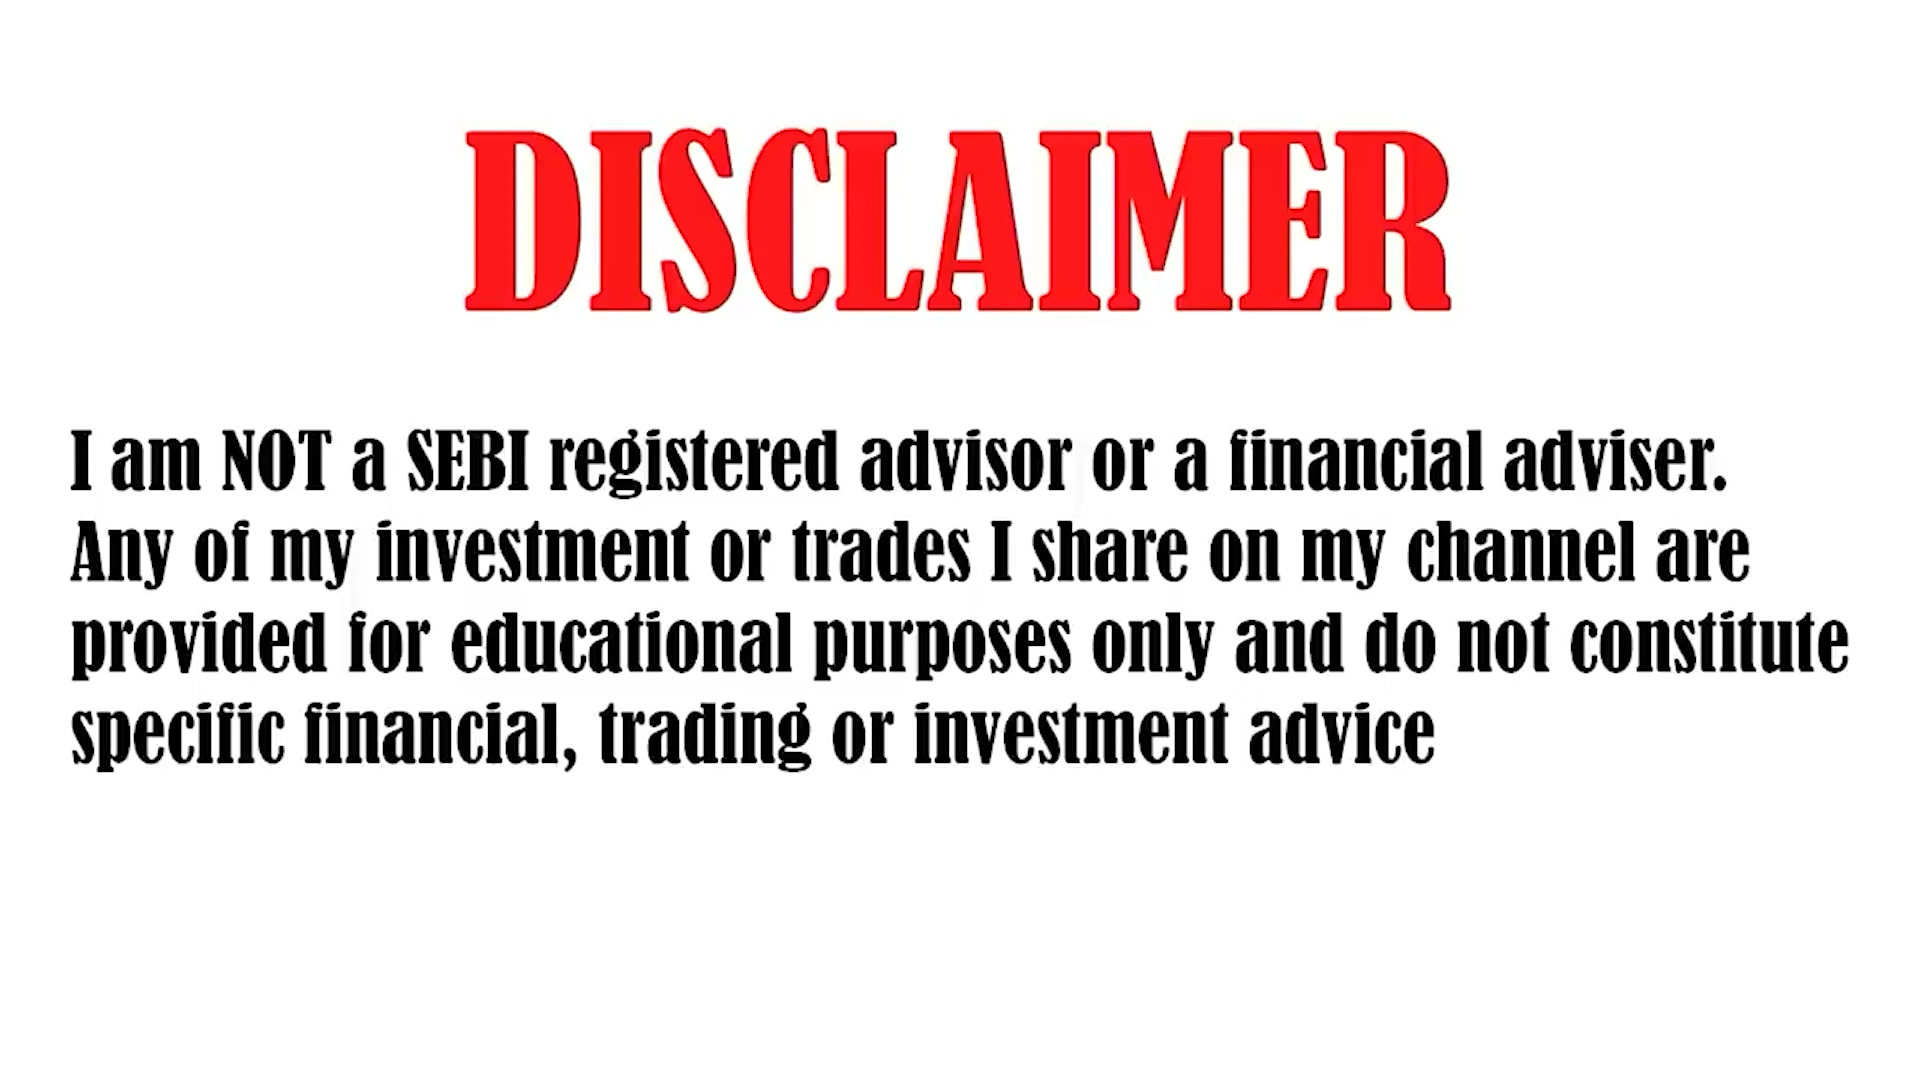 DISCLAIMER
I am NOT a SEBI registered advisor or a financial adviser.
Any of my investment or trades I share on my channel are
provided for educational purposes only and do not constitute
specific financial, trading or investment advice